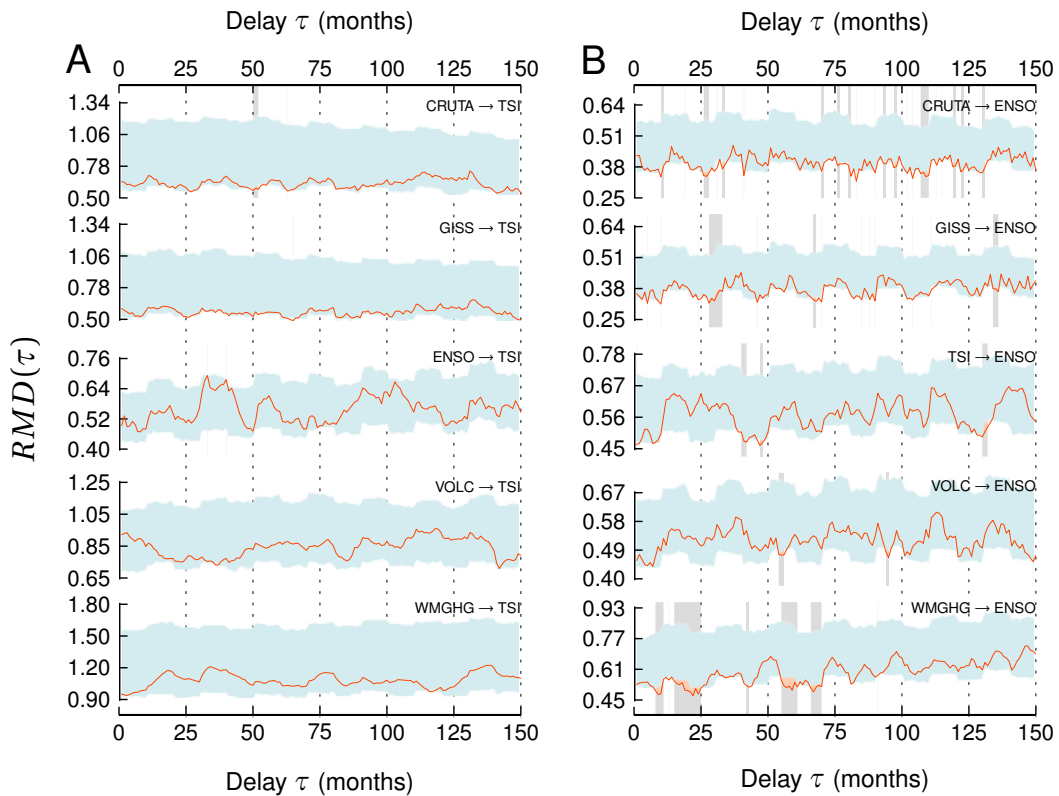 Delay τ (months)
Delay τ (months)
A
B
0 25 50 75 100 125 150
0 25 50 75 100 125 150
RMD(τ)
CRUTA → TSI
1.34
1.06
0.78
0.50
GISS → TSI
1.34
1.06
0.78
0.50
ENSO → TSI
0.76
0.64
0.52
0.40
VOLC → TSI
1.25
1.05
0.85
0.65
WMGHG → TSI
1.80
1.50
1.20
0.90
CRUTA → ENSO
0.64
0.51
0.38
0.25
GISS → ENSO
0.64
0.51
0.38
0.25
TSI → ENSO
0.78
0.67
0.56
0.45
VOLC → ENSO
0.67
0.58
0.49
0.40
WMGHG → ENSO
0.93
0.77
0.61
0.45
0 25 50 75 100 125 150
0 25 50 75 100 125 150
Delay τ (months)
Delay τ (months)